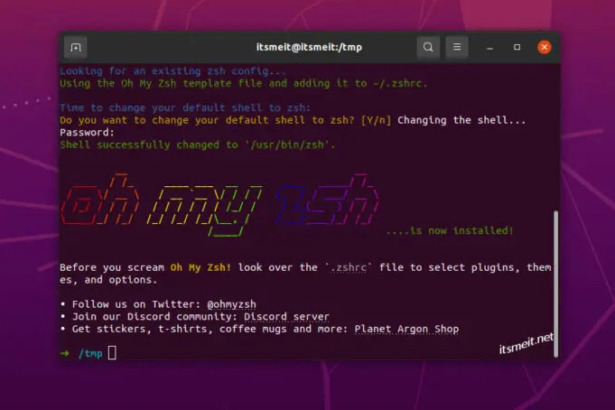 itsmeit@itsmeit:/tmp
Looking for an existing zsh config...
Using the Oh My Zsh template file and adding it to ~/.zshrc.
Time to change your default shell to zsh:
Do you want to change your default shell to zsh? [Y/n] Changing the shell...
Password:
Shell successfully changed to '/usr/bin/zsh'.
oh my zsh
....is now installed!
Before you scream Oh My Zsh! look over the `.zshrc` file to select plugins, them
es, and options.
• Follow us on Twitter: @ohmyzsh
• Join our Discord community: Discord server
• Get stickers, t-shirts, coffee mugs and more: Planet Argon Shop
➜ /tmp
itsmeit.net